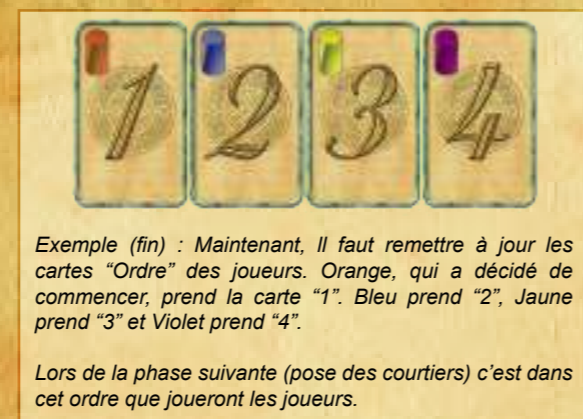 1 2 3 4
Exemple (fin) : Maintenant, Il faut remettre à jour les
cartes “Ordre” des joueurs. Orange, qui a décidé de
commencer, prend la carte “1”. Bleu prend “2”, Jaune
prend “3” et Violet prend “4”.
Lors de la phase suivante (pose des courtiers) c’est dans
cet ordre que joueront les joueurs.